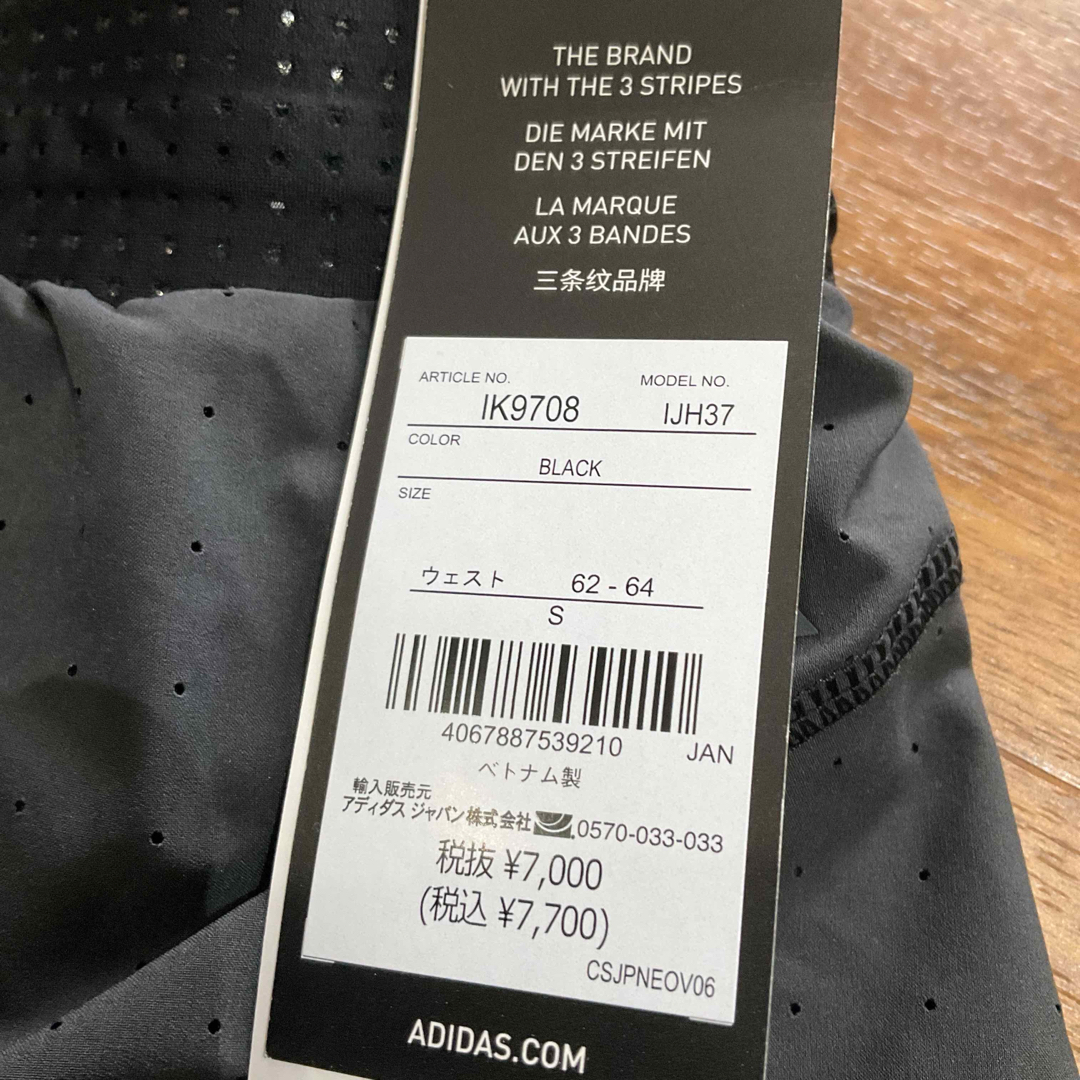 THE BRAND
WITH THE 3 STRIPES
DIE MARKE MIT
DEN 3 STREIFEN
LA MARQUE
AUX 3 BANDES
三条纹品牌
ARTICLE NO. MODEL NO.
IK9708 IJH37
COLOR
BLACK
SIZE
ウェスト 62 - 64
S
4067887539210 JAN
ベトナム製
輸入販売元
アディダス ジャパン株式会社 0570-033-033
税抜 ¥7,000
(税込 ¥7,700)
CSJPNEOV06
ADIDAS.COM